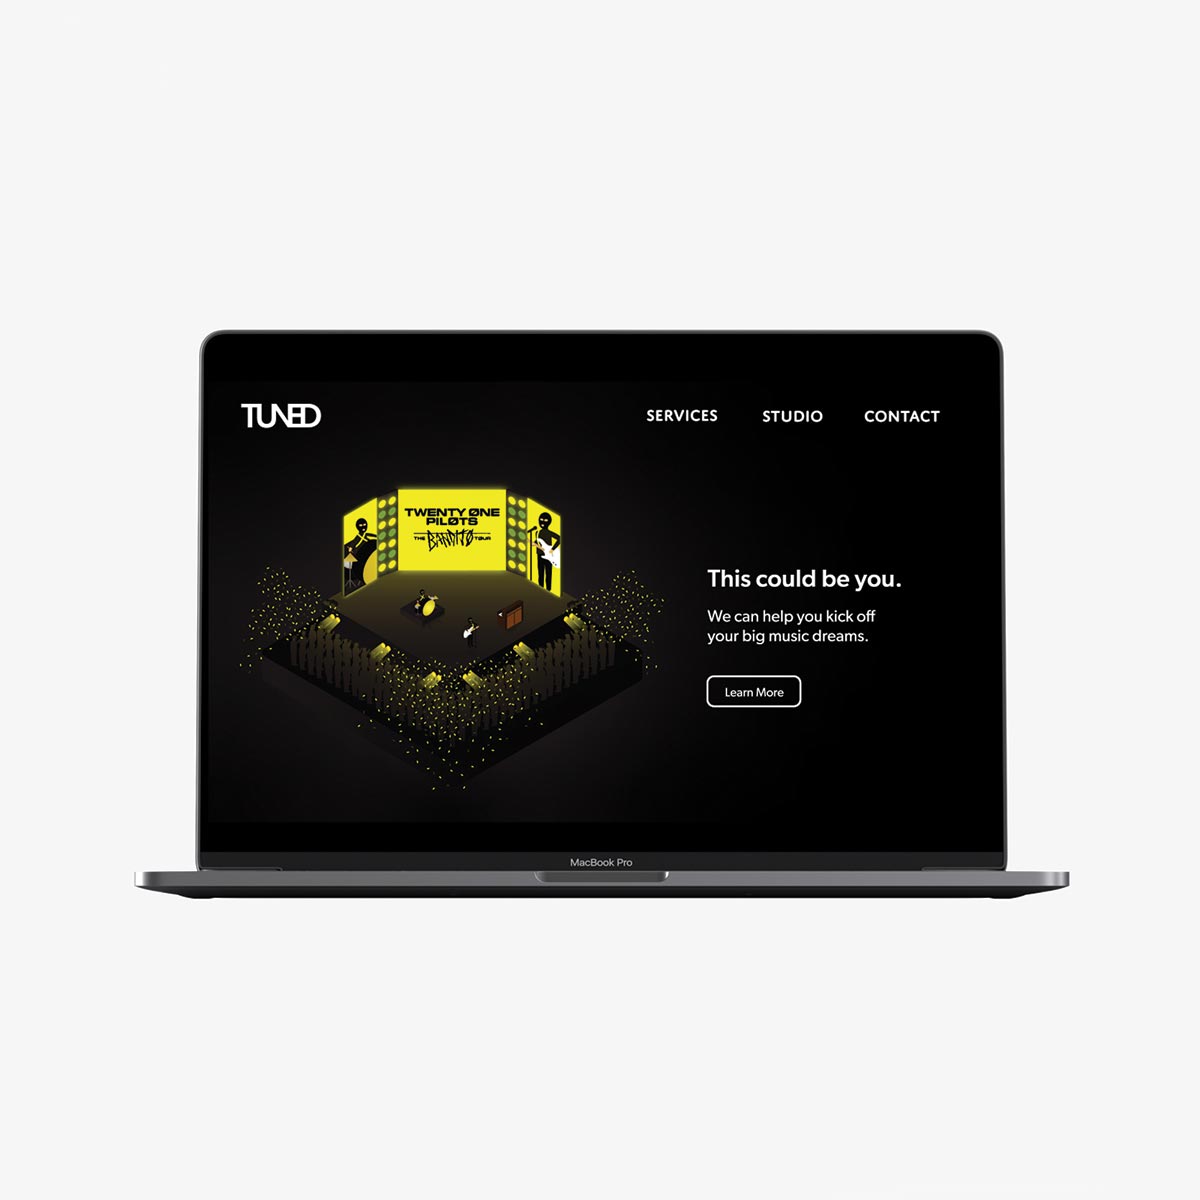 TUNED
SERVICES STUDIO CONTACT
TWENTY ØNE
PILØTS
THE BANDITØ TØUR
This could be you.
We can help you kick off
your big music dreams.
Learn More
MacBook Pro